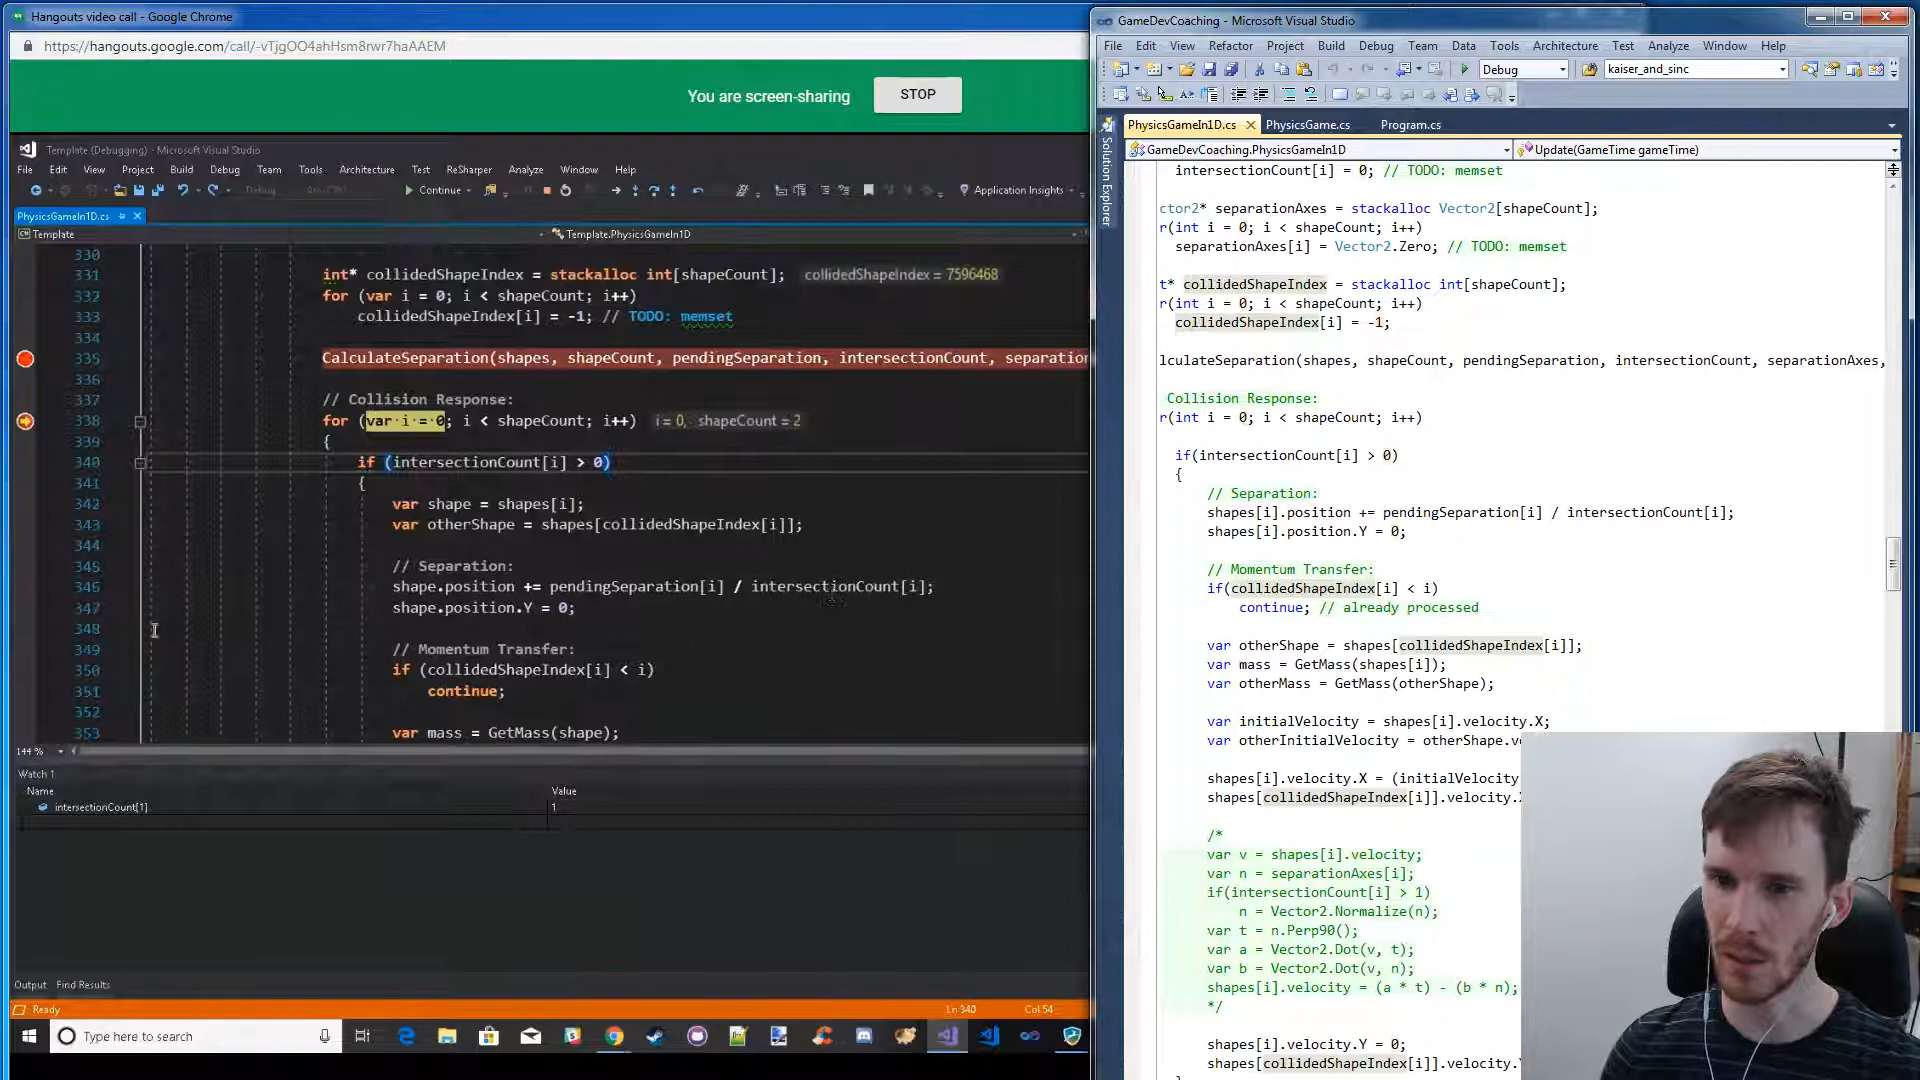 Hangouts video call - Google Chrome
https://hangouts.google.com/call/-vTjgOO4ahHsm8rwr7haAAEM
You are screen-sharing
STOP
Template (Debugging) - Microsoft Visual Studio
File Edit View Project Build Debug Team Tools Test ReSharper Analyze Window Help
Debug
Continue
Application Insights
PhysicsGameIn1D.cs
Template
Template.PhysicsGameIn1D
330
331 int* collidedShapeIndex = stackalloc int[shapeCount]; collidedShapeIndex = 7596468
332 for (var i = 0; i < shapeCount; i++)
333 collidedShapeIndex[i] = -1; // TODO: memset
334
335 CalculateSeparation(shapes, shapeCount, pendingSeparation, intersectionCount, separation
336
337 // Collision Response:
338 for (var i = 0; i < shapeCount; i++) i = 0, shapeCount = 2
339 {
340 if (intersectionCount[i] > 0)
341 {
342 var shape = shapes[i];
343 var otherShape = shapes[collidedShapeIndex[i]];
344
345 // Separation:
346 shape.position += pendingSeparation[i] / intersectionCount[i];
347 shape.position.Y = 0;
348
349 // Momentum Transfer:
350 if (collidedShapeIndex[i] < i)
351 continue;
352
353 var mass = GetMass(shape);
144 %
Watch 1
Name Value
intersectionCount[1] 1
Output Find Results
Ready Ln 340 Col 54
Type here to search
GameDevCoaching - Microsoft Visual Studio
File Edit View Refactor Project Build Debug Team Data Tools Architecture Test Analyze Window Help
Debug kaiser_and_sinc
Solution Explorer
PhysicsGameIn1D.cs PhysicsGame.cs Program.cs
GameDevCoaching.PhysicsGameIn1D Update(GameTime gameTime)
intersectionCount[i] = 0; // TODO: memset
ctor2* separationAxes = stackalloc Vector2[shapeCount];
r(int i = 0; i < shapeCount; i++)
separationAxes[i] = Vector2.Zero; // TODO: memset
t* collidedShapeIndex = stackalloc int[shapeCount];
r(int i = 0; i < shapeCount; i++)
collidedShapeIndex[i] = -1;
lculateSeparation(shapes, shapeCount, pendingSeparation, intersectionCount, separationAxes,
Collision Response:
r(int i = 0; i < shapeCount; i++)
if(intersectionCount[i] > 0)
{
// Separation:
shapes[i].position += pendingSeparation[i] / intersectionCount[i];
shapes[i].position.Y = 0;
// Momentum Transfer:
if(collidedShapeIndex[i] < i)
continue; // already processed
var otherShape = shapes[collidedShapeIndex[i]];
var mass = GetMass(shapes[i]);
var otherMass = GetMass(otherShape);
var initialVelocity = shapes[i].velocity.X;
var otherInitialVelocity = otherShape.ve
shapes[i].velocity.X = (initialVelocity
shapes[collidedShapeIndex[i]].velocity.X
/*
var v = shapes[i].velocity;
var n = separationAxes[i];
if(intersectionCount[i] > 1)
n = Vector2.Normalize(n);
var t = n.Perp90();
var a = Vector2.Dot(v, t);
var b = Vector2.Dot(v, n);
shapes[i].velocity = (a * t) - (b * n);
*/
shapes[i].velocity.Y = 0;
shapes[collidedShapeIndex[i]].velocity.Y